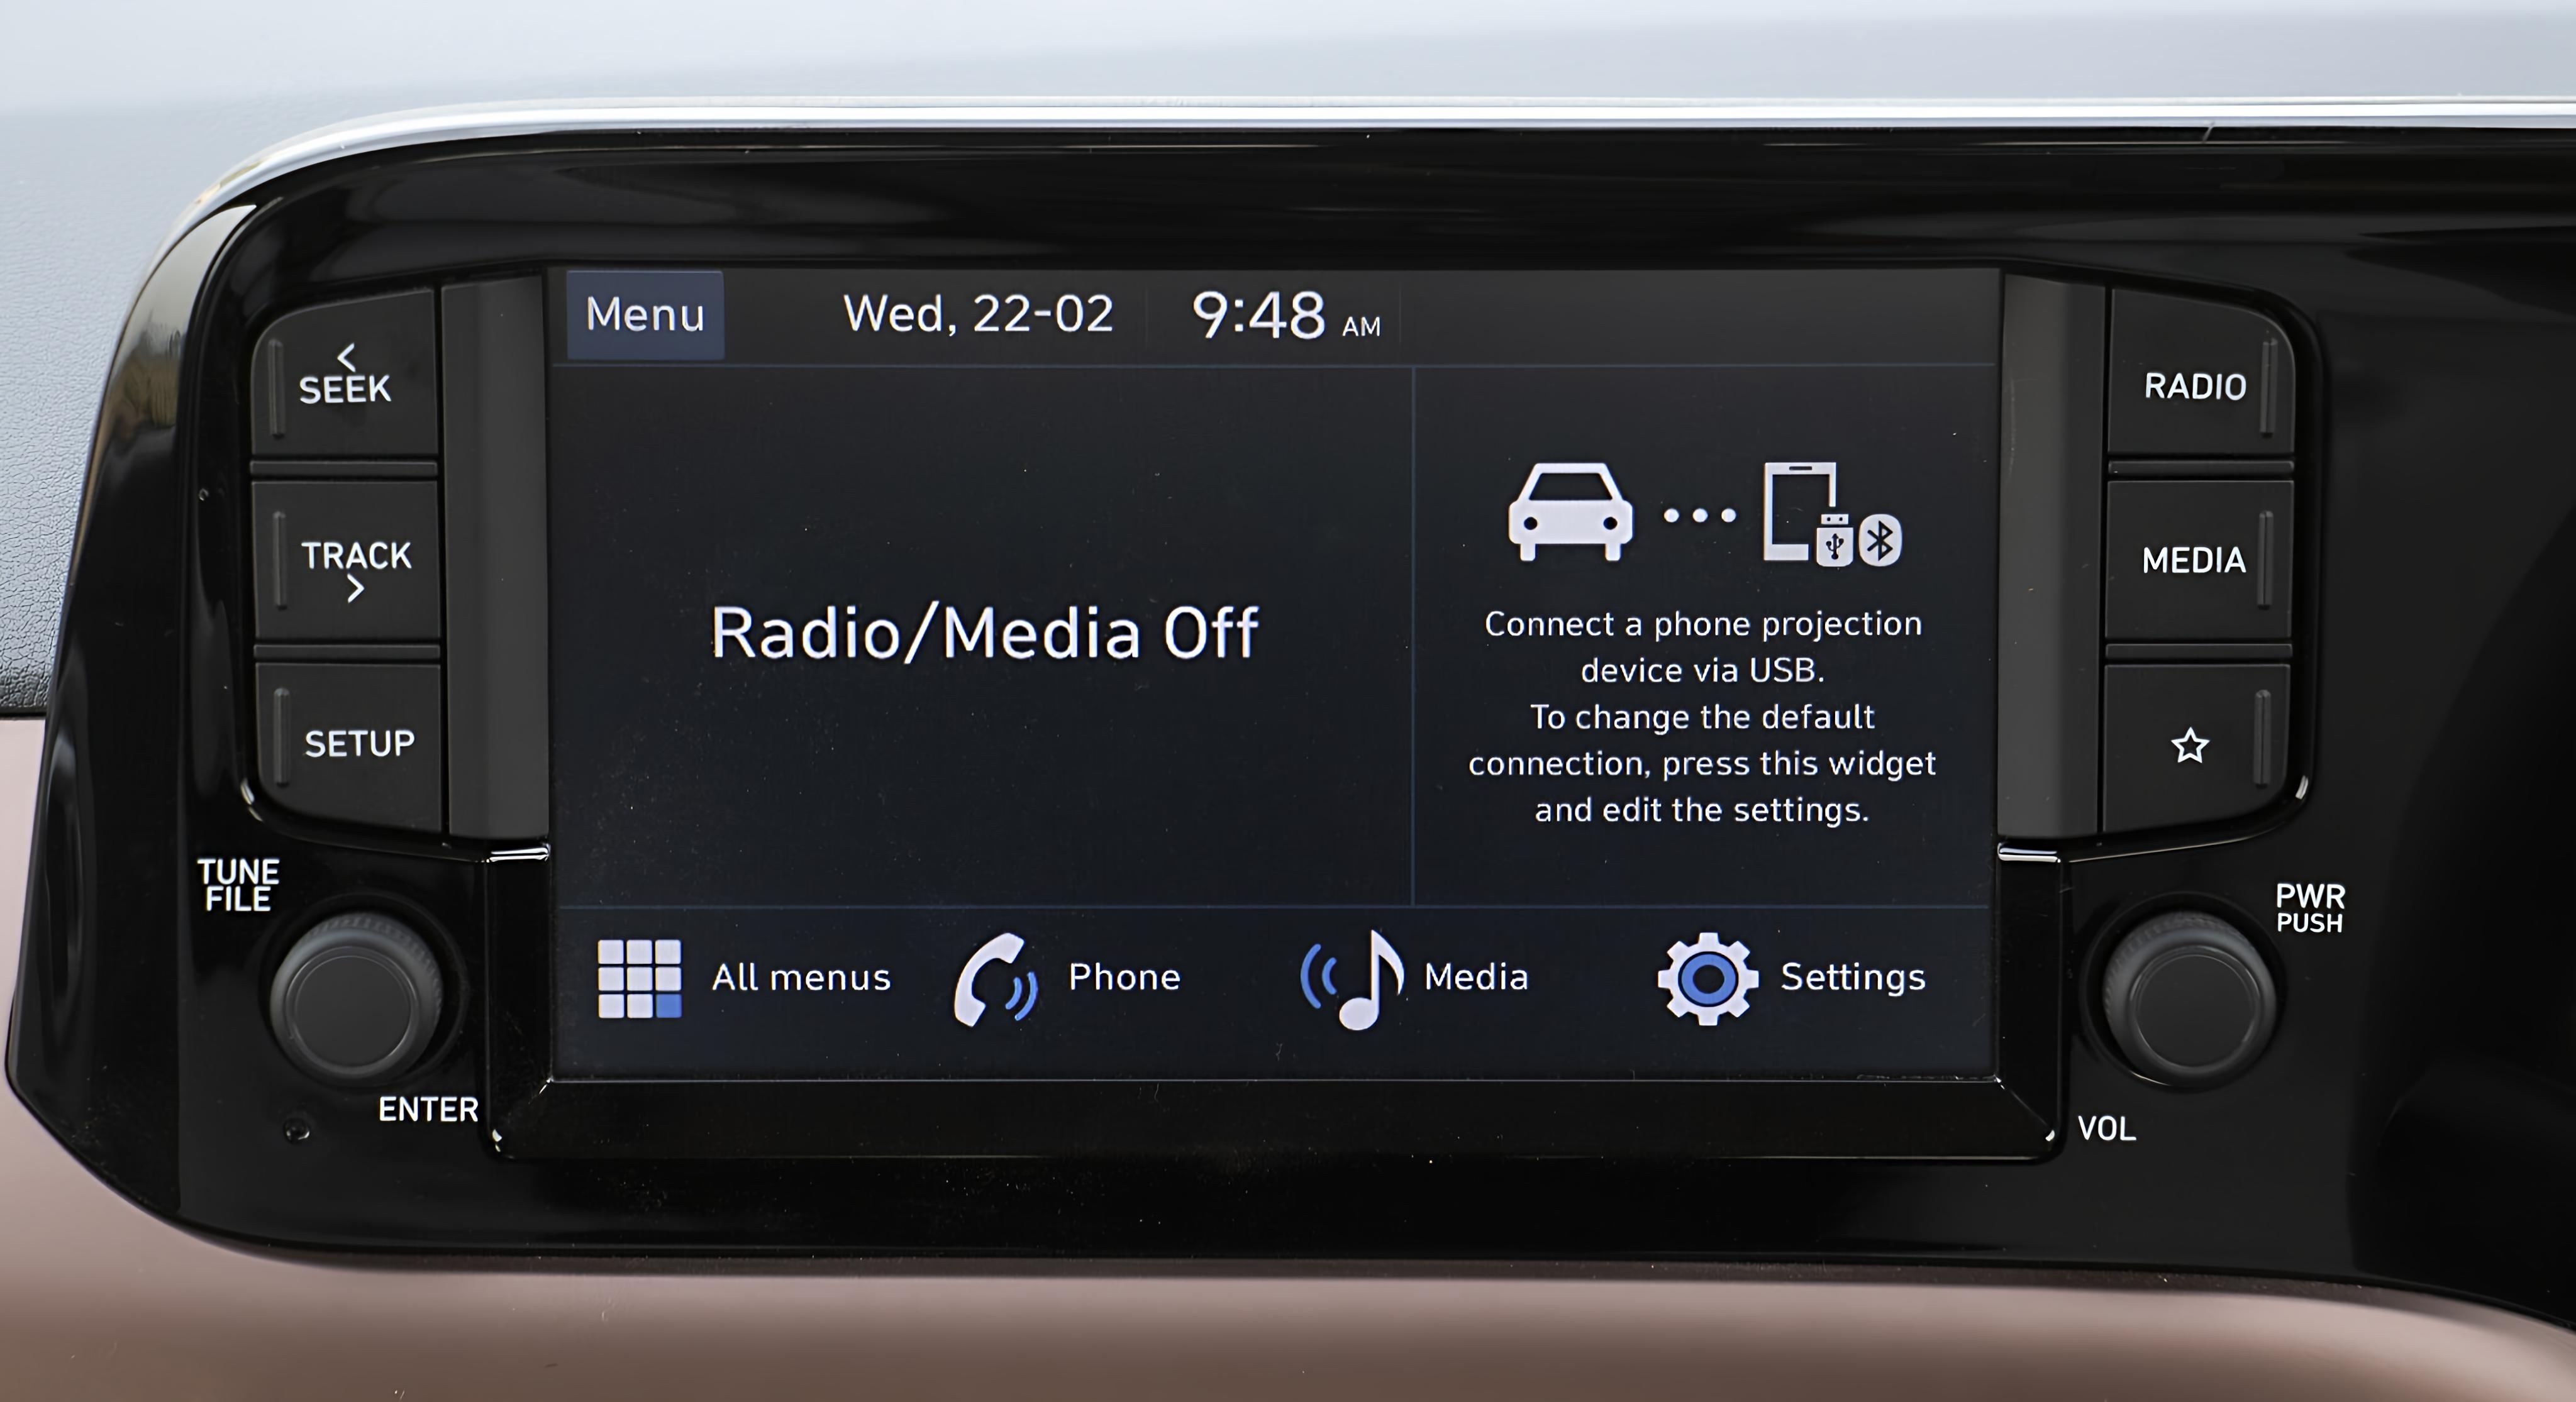 Menu
Wed, 22-02
9:48 AM
<
SEEK
RADIO
TRACK
>
MEDIA
SETUP
Radio/Media Off
Connect a phone projection
device via USB.
To change the default
connection, press this widget
and edit the settings.
TUNE
FILE
ENTER
All menus
Phone
Media
Settings
PWR
PUSH
VOL